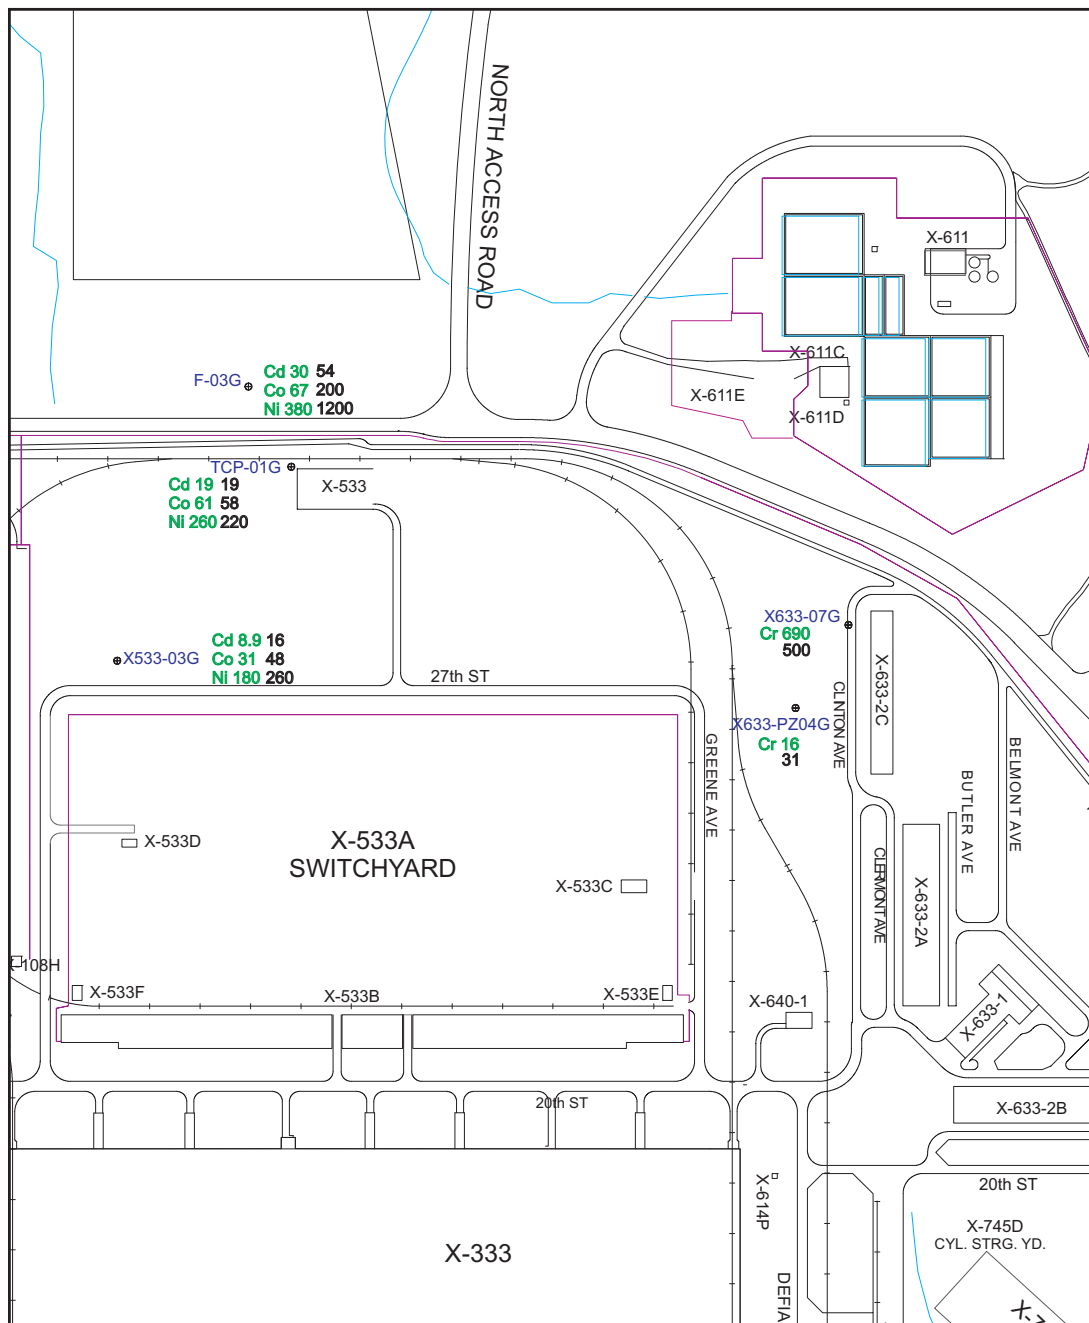 NORTH ACCESS ROAD
X-611
X-611C
X-611E
X-611D
F-03G
Cd 30 54
Co 67 200
Ni 380 1200
TCP-01G
X-533
Cd 19 19
Co 61 58
Ni 260 220
X633-07G
Cr 690
500
Cd 8.9 16
X533-03G
Co 31 48
Ni 180 260
27th ST
X-633-2C
X633-PZ04G
Cr 16
31
CLINTON AVE
GREENE AVE
BELMONT AVE
BUTLER AVE
X-533D
X-533A
SWITCHYARD
X-533C
CLERMONT AVE
X-633-2A
-108H
X-533F
X-533B
X-533E
X-640-1
X-633-1
20th ST
X-633-2B
X-614P
20th ST
X-745D
CYL. STRG. YD.
X-333
DEFIA
X-7